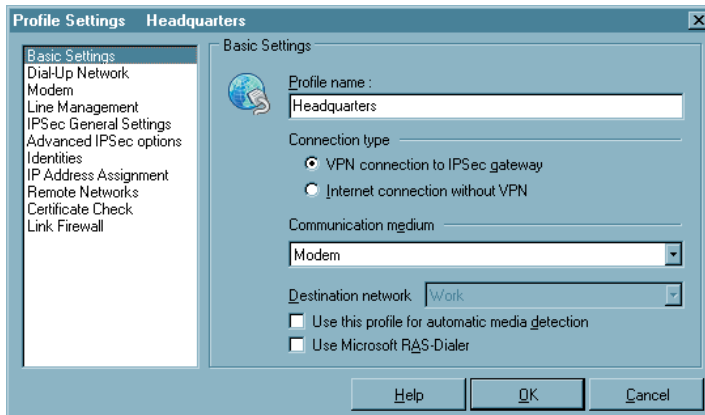 Profile Settings Headquarters
Basic Settings
Dial-Up Network
Modem
Line Management
IPSec General Settings
Advanced IPSec options
Identities
IP Address Assignment
Remote Networks
Certificate Check
Link Firewall
Basic Settings
Profile name :
Headquarters
Connection type
VPN connection to IPSec gateway
Internet connection without VPN
Communication medium
Modem
Destination network Work
Use this profile for automatic media detection
Use Microsoft RAS-Dialer
Help OK Cancel